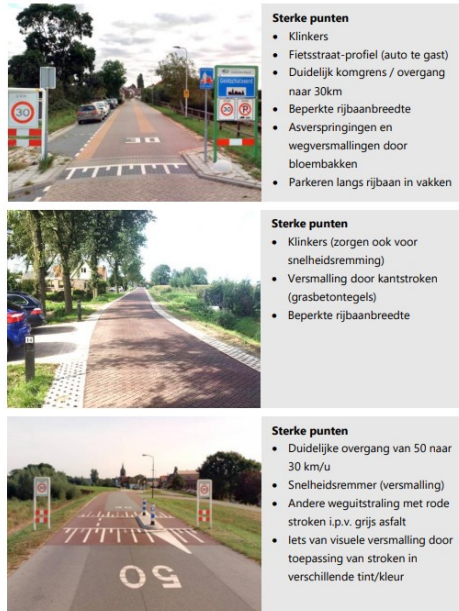 30
30
Sterke punten
• Klinkers
• Fietsstraat-profiel (auto te gast)
• Duidelijk komgrens / overgang
naar 30km
• Beperkte rijbaanbreedte
• Asverspringingen en
wegversmallingen door
bloembakken
• Parkeren langs rijbaan in vakken
Sterke punten
• Klinkers (zorgen ook voor
snelheidsremming)
• Versmalling door kantstroken
(grasbetontegels)
• Beperkte rijbaanbreedte
50
Sterke punten
• Duidelijke overgang van 50 naar
30 km/u
• Snelheidsremmer (versmalling)
• Andere weguitstraling met rode
stroken i.p.v. grijs asfalt
• Iets van visuele versmalling door
toepassing van stroken in
verschillende tint/kleur